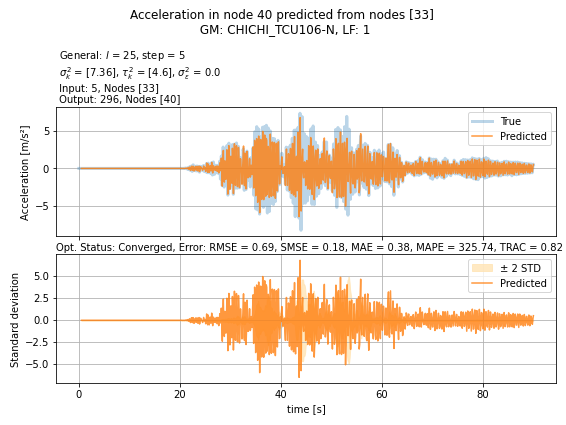 Acceleration in node 40 predicted from nodes [33]
GM: CHICHI_TCU106-N, LF: 1
General: l = 25, step = 5
σ²ₖ = [7.36], τ²ₖ = [4.6], σ²ε = 0.0
Input: 5, Nodes [33]
Output: 296, Nodes [40]
Acceleration [m/s²]
5
0
−5
True
Predicted
Opt. Status: Converged, Error: RMSE = 0.69, SMSE = 0.18, MAE = 0.38, MAPE = 325.74, TRAC = 0.82
Standard deviation
5.0
2.5
0.0
−2.5
−5.0
± 2 STD
Predicted
0 20 40 60 80
time [s]